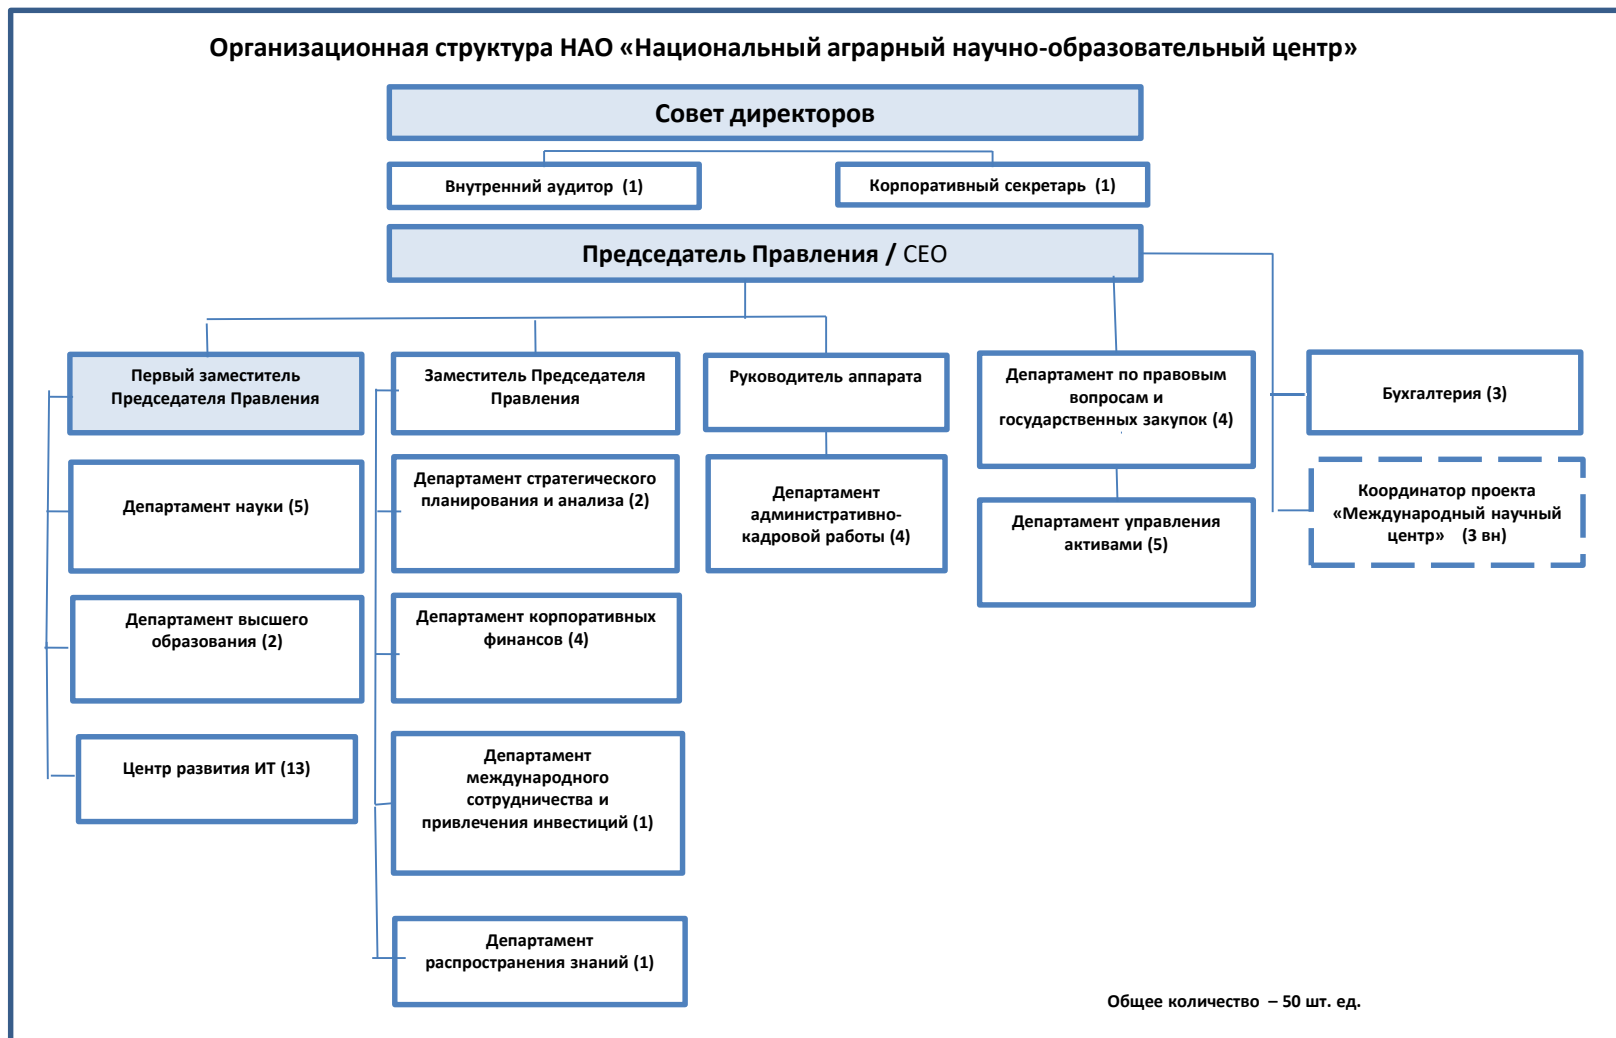 Организационная структура НАО «Национальный аграрный научно-образовательный центр»
Совет директоров
Внутренний аудитор (1)
Корпоративный секретарь (1)
Председатель Правления / CEO
Первый заместитель
Председателя Правления
Заместитель Председателя
Правления
Руководитель аппарата
Департамент по правовым
вопросам и
государственных закупок (4)
Бухгалтерия (3)
Департамент науки (5)
Департамент стратегического
планирования и анализа (2)
Департамент
административно-
кадровой работы (4)
Департамент управления
активами (5)
Координатор проекта
«Международный научный
центр» (3 вн)
Департамент высшего
образования (2)
Департамент корпоративных
финансов (4)
Центр развития ИТ (13)
Департамент
международного
сотрудничества и
привлечения инвестиций (1)
Департамент
распространения знаний (1)
Общее количество – 50 шт. ед.